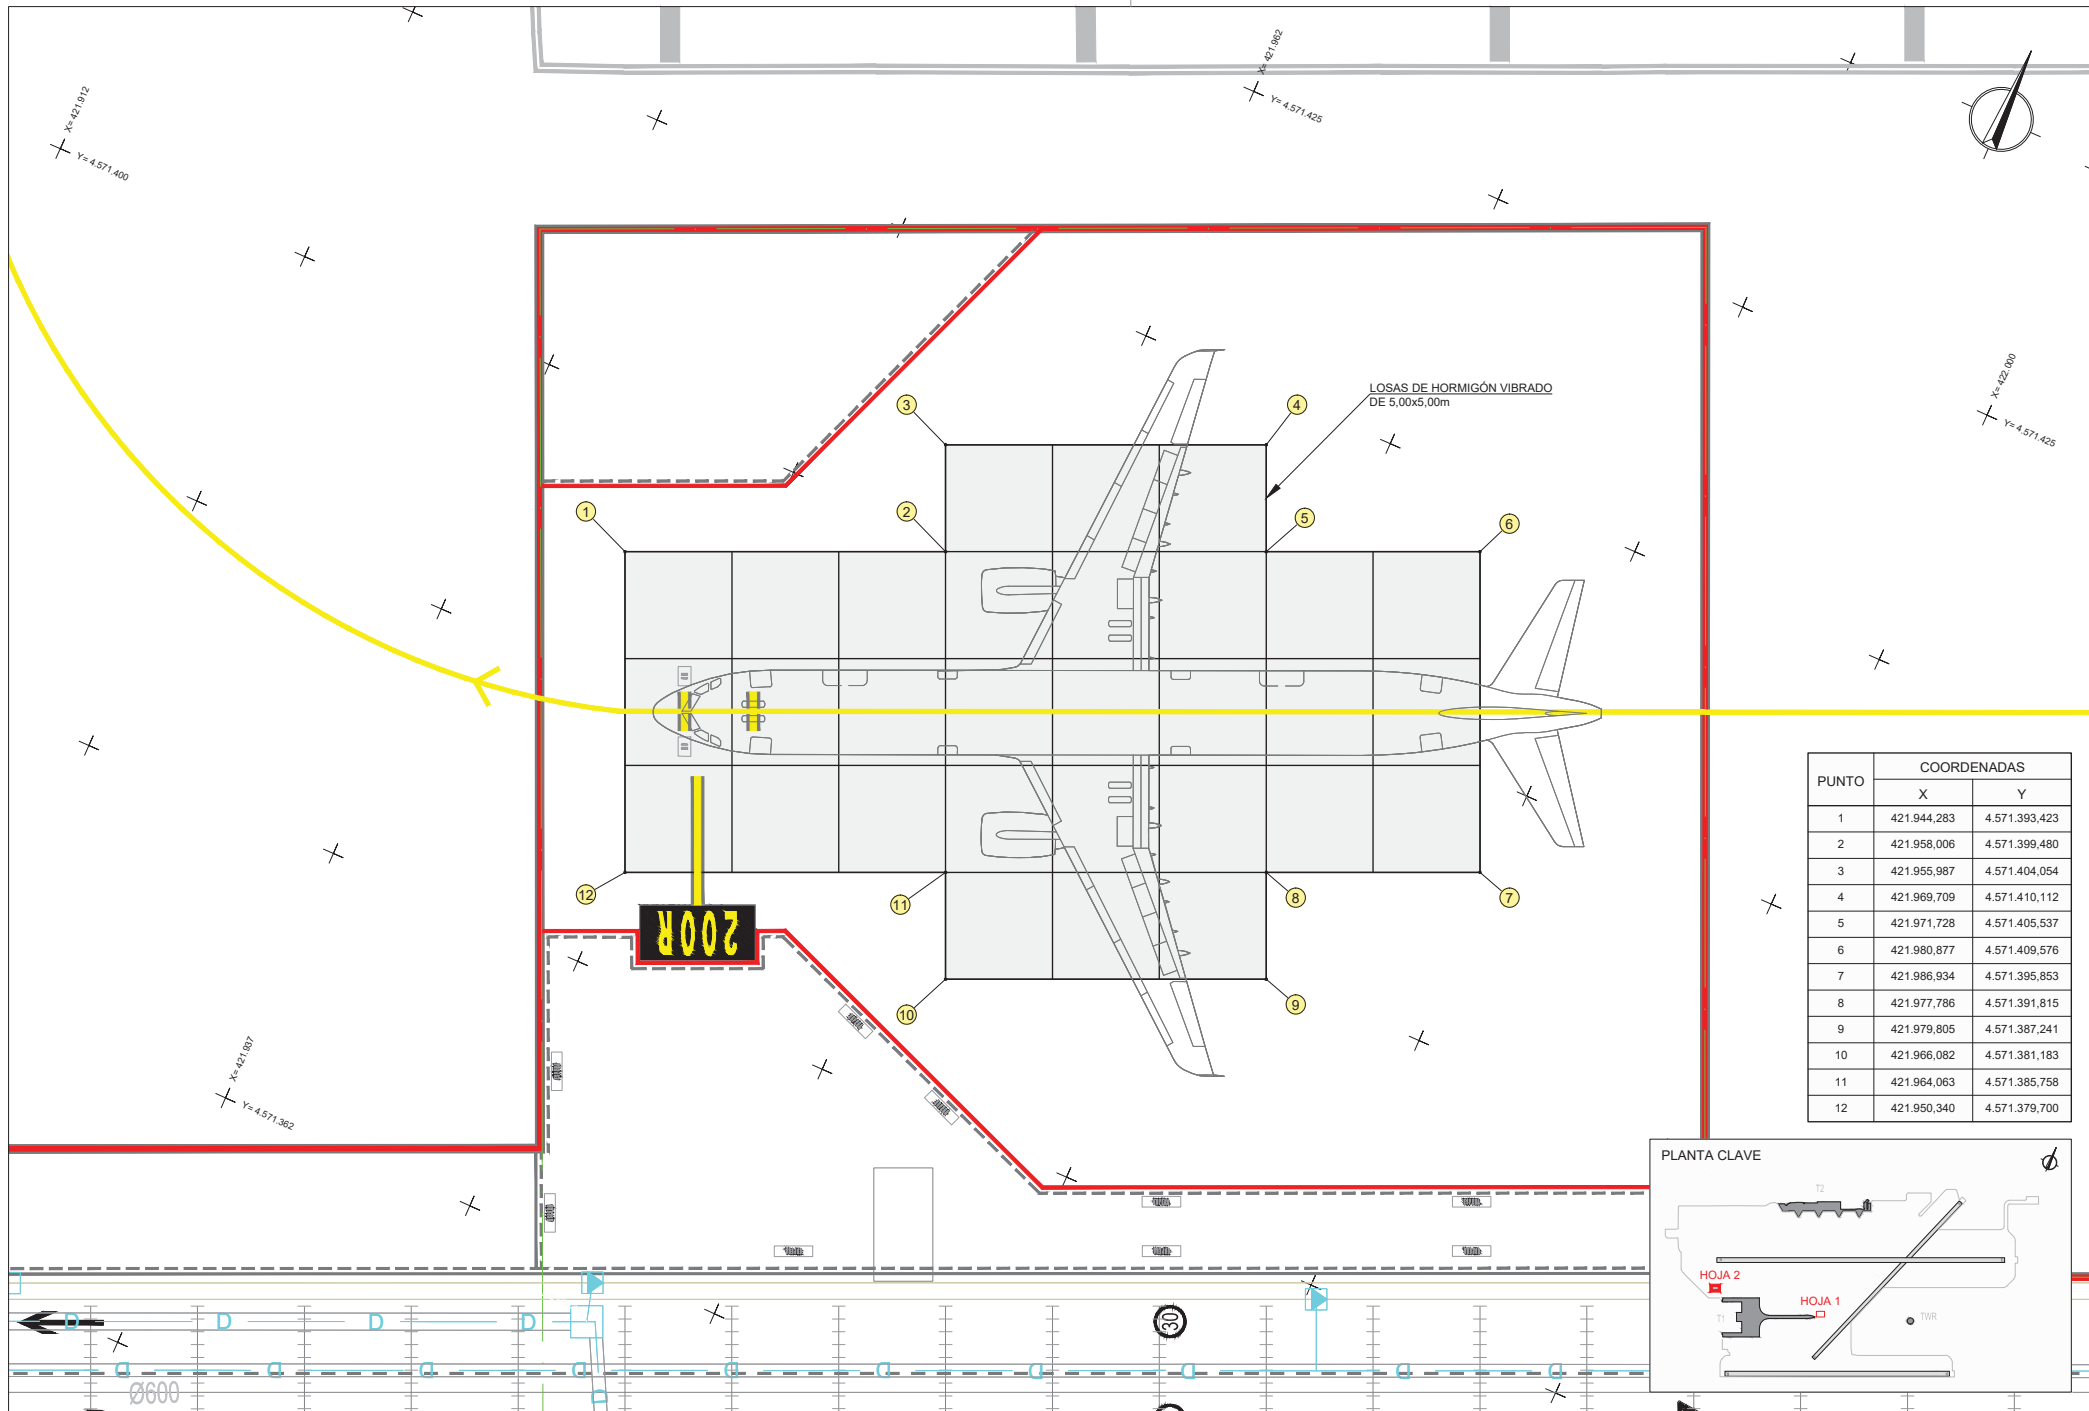 X= 421.962
Y= 4.571.425
X= 421.912
Y= 4.571.400
X= 422.000
Y= 4.571.425
LOSAS DE HORMIGÓN VIBRADO
DE 5,00x5,00m
3
4
1
2
5
6
12
11
8
7
10
9
200R
X= 421.937
Y= 4.571.362
PUNTO COORDENADAS
X Y
1 421.944,283 4.571.393,423
2 421.958,006 4.571.399,480
3 421.955,987 4.571.404,054
4 421.969,709 4.571.410,112
5 421.971,728 4.571.405,537
6 421.980,877 4.571.409,576
7 421.986,934 4.571.395,853
8 421.977,786 4.571.391,815
9 421.979,805 4.571.387,241
10 421.966,082 4.571.381,183
11 421.964,063 4.571.385,758
12 421.950,340 4.571.379,700
PLANTA CLAVE
T2
HOJA 2
HOJA 1
T1
TWR
D D D D
30
D D D D D D D D D D
D
Ø600